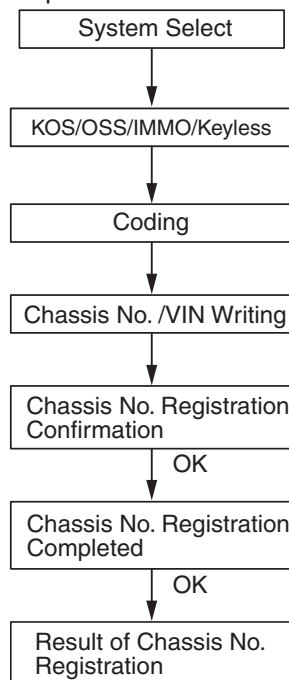 System Select
KOS/OSS/IMMO/Keyless
Coding
Chassis No. /VIN Writing
Chassis No. Registration
Confirmation
OK
Chassis No. Registration
Completed
OK
Result of Chassis No.
Registration